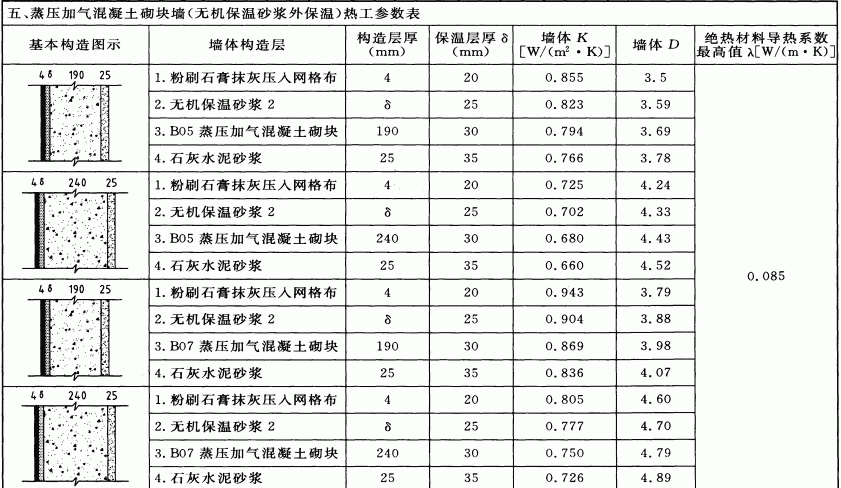 五、蒸压加气混凝土砌块墙(无机保温砂浆外保温)热工参数表
基本构造图示 墙体构造层 构造层厚(mm) 保温层厚δ(mm) 墙体 K [W/(m²·K)] 墙体 D 绝热材料导热系数最高值λ[W/(m·K)]
4 δ 190 25
1. 粉刷石膏抹灰压入网格布 4 20 0.855 3.5
2. 无机保温砂浆 2 δ 25 0.823 3.59
3. B05 蒸压加气混凝土砌块 190 30 0.794 3.69
4. 石灰水泥砂浆 25 35 0.766 3.78
4 δ 240 25
1. 粉刷石膏抹灰压入网格布 4 20 0.725 4.24
2. 无机保温砂浆 2 δ 25 0.702 4.33
3. B05 蒸压加气混凝土砌块 240 30 0.680 4.43
4. 石灰水泥砂浆 25 35 0.660 4.52
0.085
4 δ 190 25
1. 粉刷石膏抹灰压入网格布 4 20 0.943 3.79
2. 无机保温砂浆 2 δ 25 0.904 3.88
3. B07 蒸压加气混凝土砌块 190 30 0.869 3.98
4. 石灰水泥砂浆 25 35 0.836 4.07
4 δ 240 25
1. 粉刷石膏抹灰压入网格布 4 20 0.805 4.60
2. 无机保温砂浆 2 δ 25 0.777 4.70
3. B07 蒸压加气混凝土砌块 240 30 0.750 4.79
4. 石灰水泥砂浆 25 35 0.726 4.89